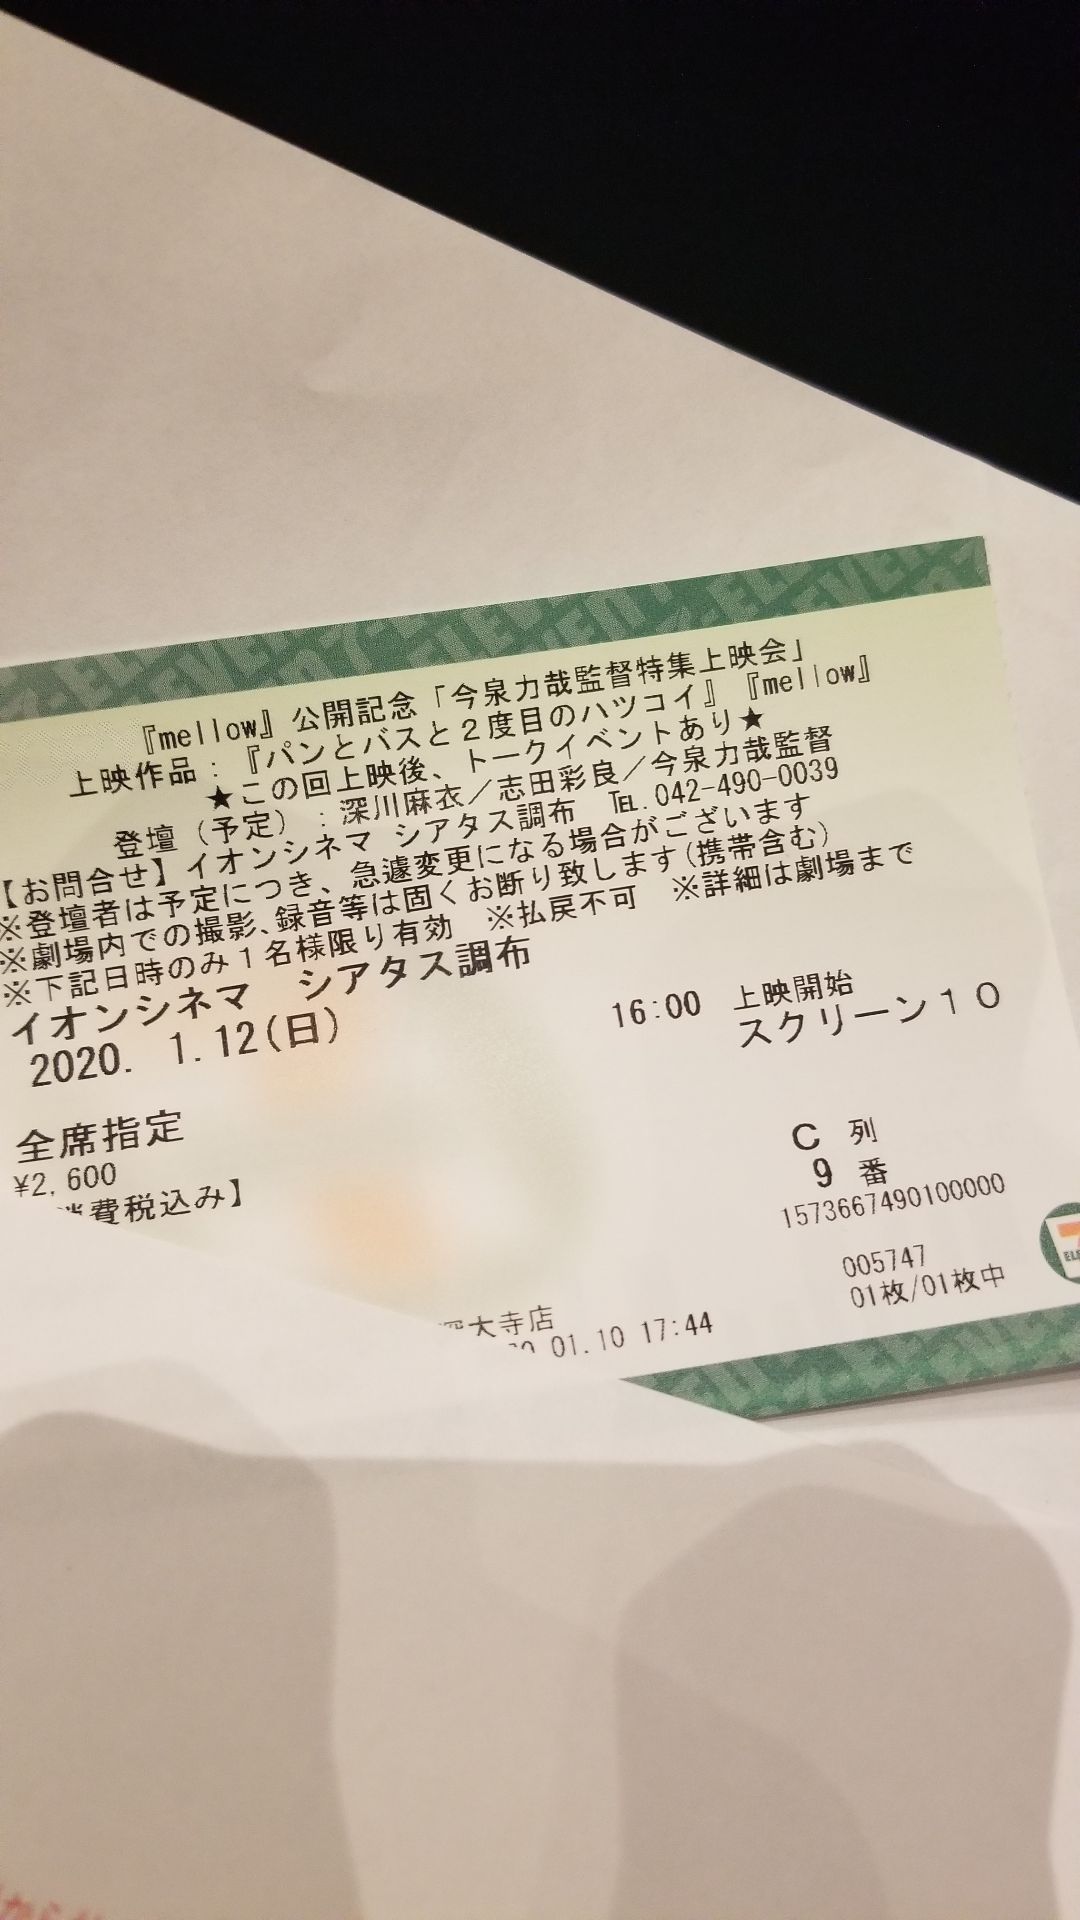 『mellow』公開記念「今泉力哉監督特集上映会」
上映作品：『パンとバスと２度目のハツコイ』『mellow』
★この回上映後、トークイベントあり★
登壇（予定）：深川麻衣／志田彩良／今泉力哉監督
【お問合せ】イオンシネマ シアタス調布 ℡.042-490-0039
※登壇者は予定につき、急遽変更になる場合がございます
※劇場内での撮影､録音等は固くお断り致します(携帯含む)
※下記日時のみ１名様限り有効 ※払戻不可 ※詳細は劇場まで
イオンシネマ シアタス調布
2020. 1.12(日) 16:00 上映開始
スクリーン１０
全席指定
¥2,600
消費税込み】
C 列
9 番
1573667490100000
005747
01枚/01枚中
深大寺店
01.10 17:44